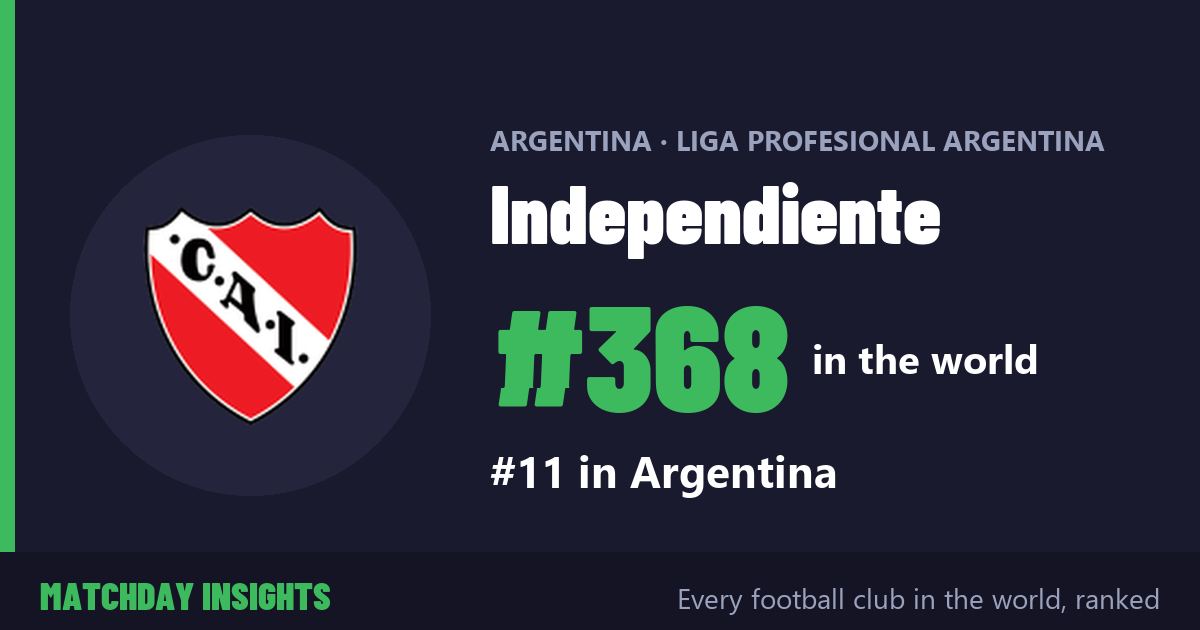 ARGENTINA · LIGA PROFESIONAL ARGENTINA
Independiente
·C.A.I.
#368 in the world
#11 in Argentina
MATCHDAY INSIGHTS
Every football club in the world, ranked